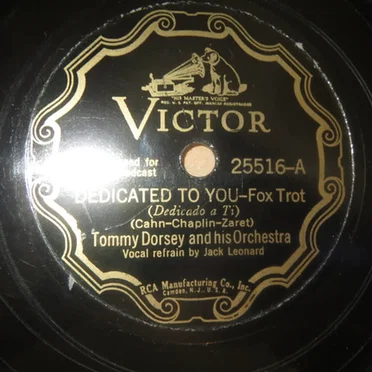 "HIS MASTER'S VOICE"
REG. U. S. PAT. OFF. MARCAS REGISTRADAS
VICTOR
for
25516-A
DEDICATED TO YOU-Fox Trot
(Dedicado a Ti)
(Cahn-Chaplin-Zaret)
Tommy Dorsey and his Orchestra
Vocal refrain by Jack Leonard
RCA Manufacturing Co., Inc.
Camden, N.J., U.S.A.